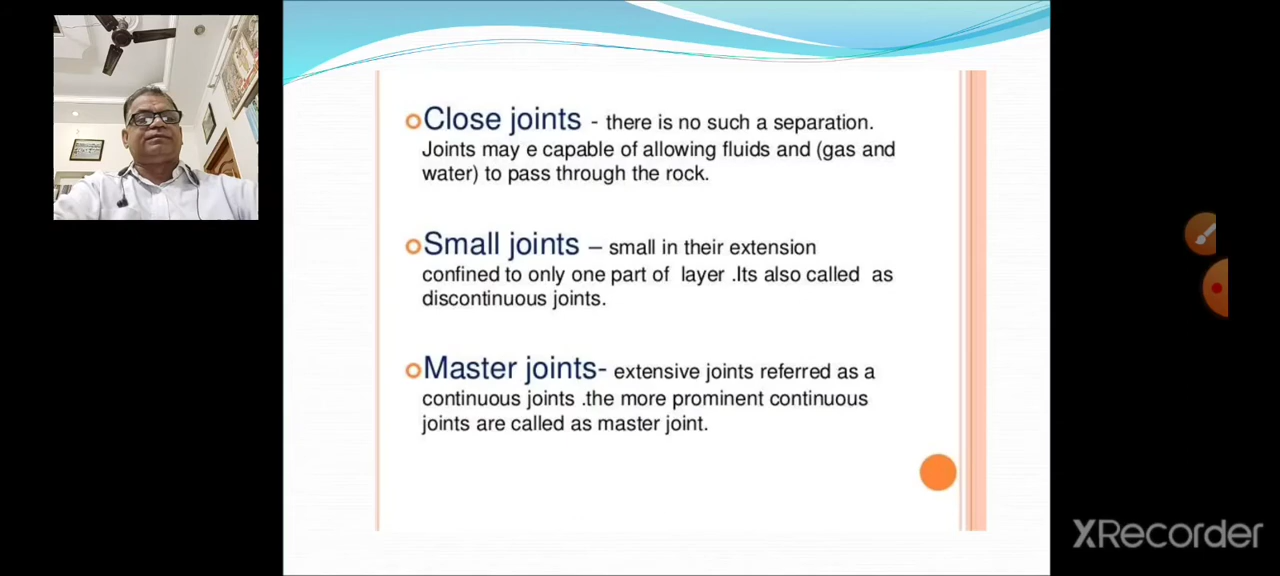 Close joints - there is no such a separation.
Joints may e capable of allowing fluids and (gas and
water) to pass through the rock.
Small joints – small in their extension
confined to only one part of layer .Its also called as
discontinuous joints.
Master joints- extensive joints referred as a
continuous joints .the more prominent continuous
joints are called as master joint.
XRecorder